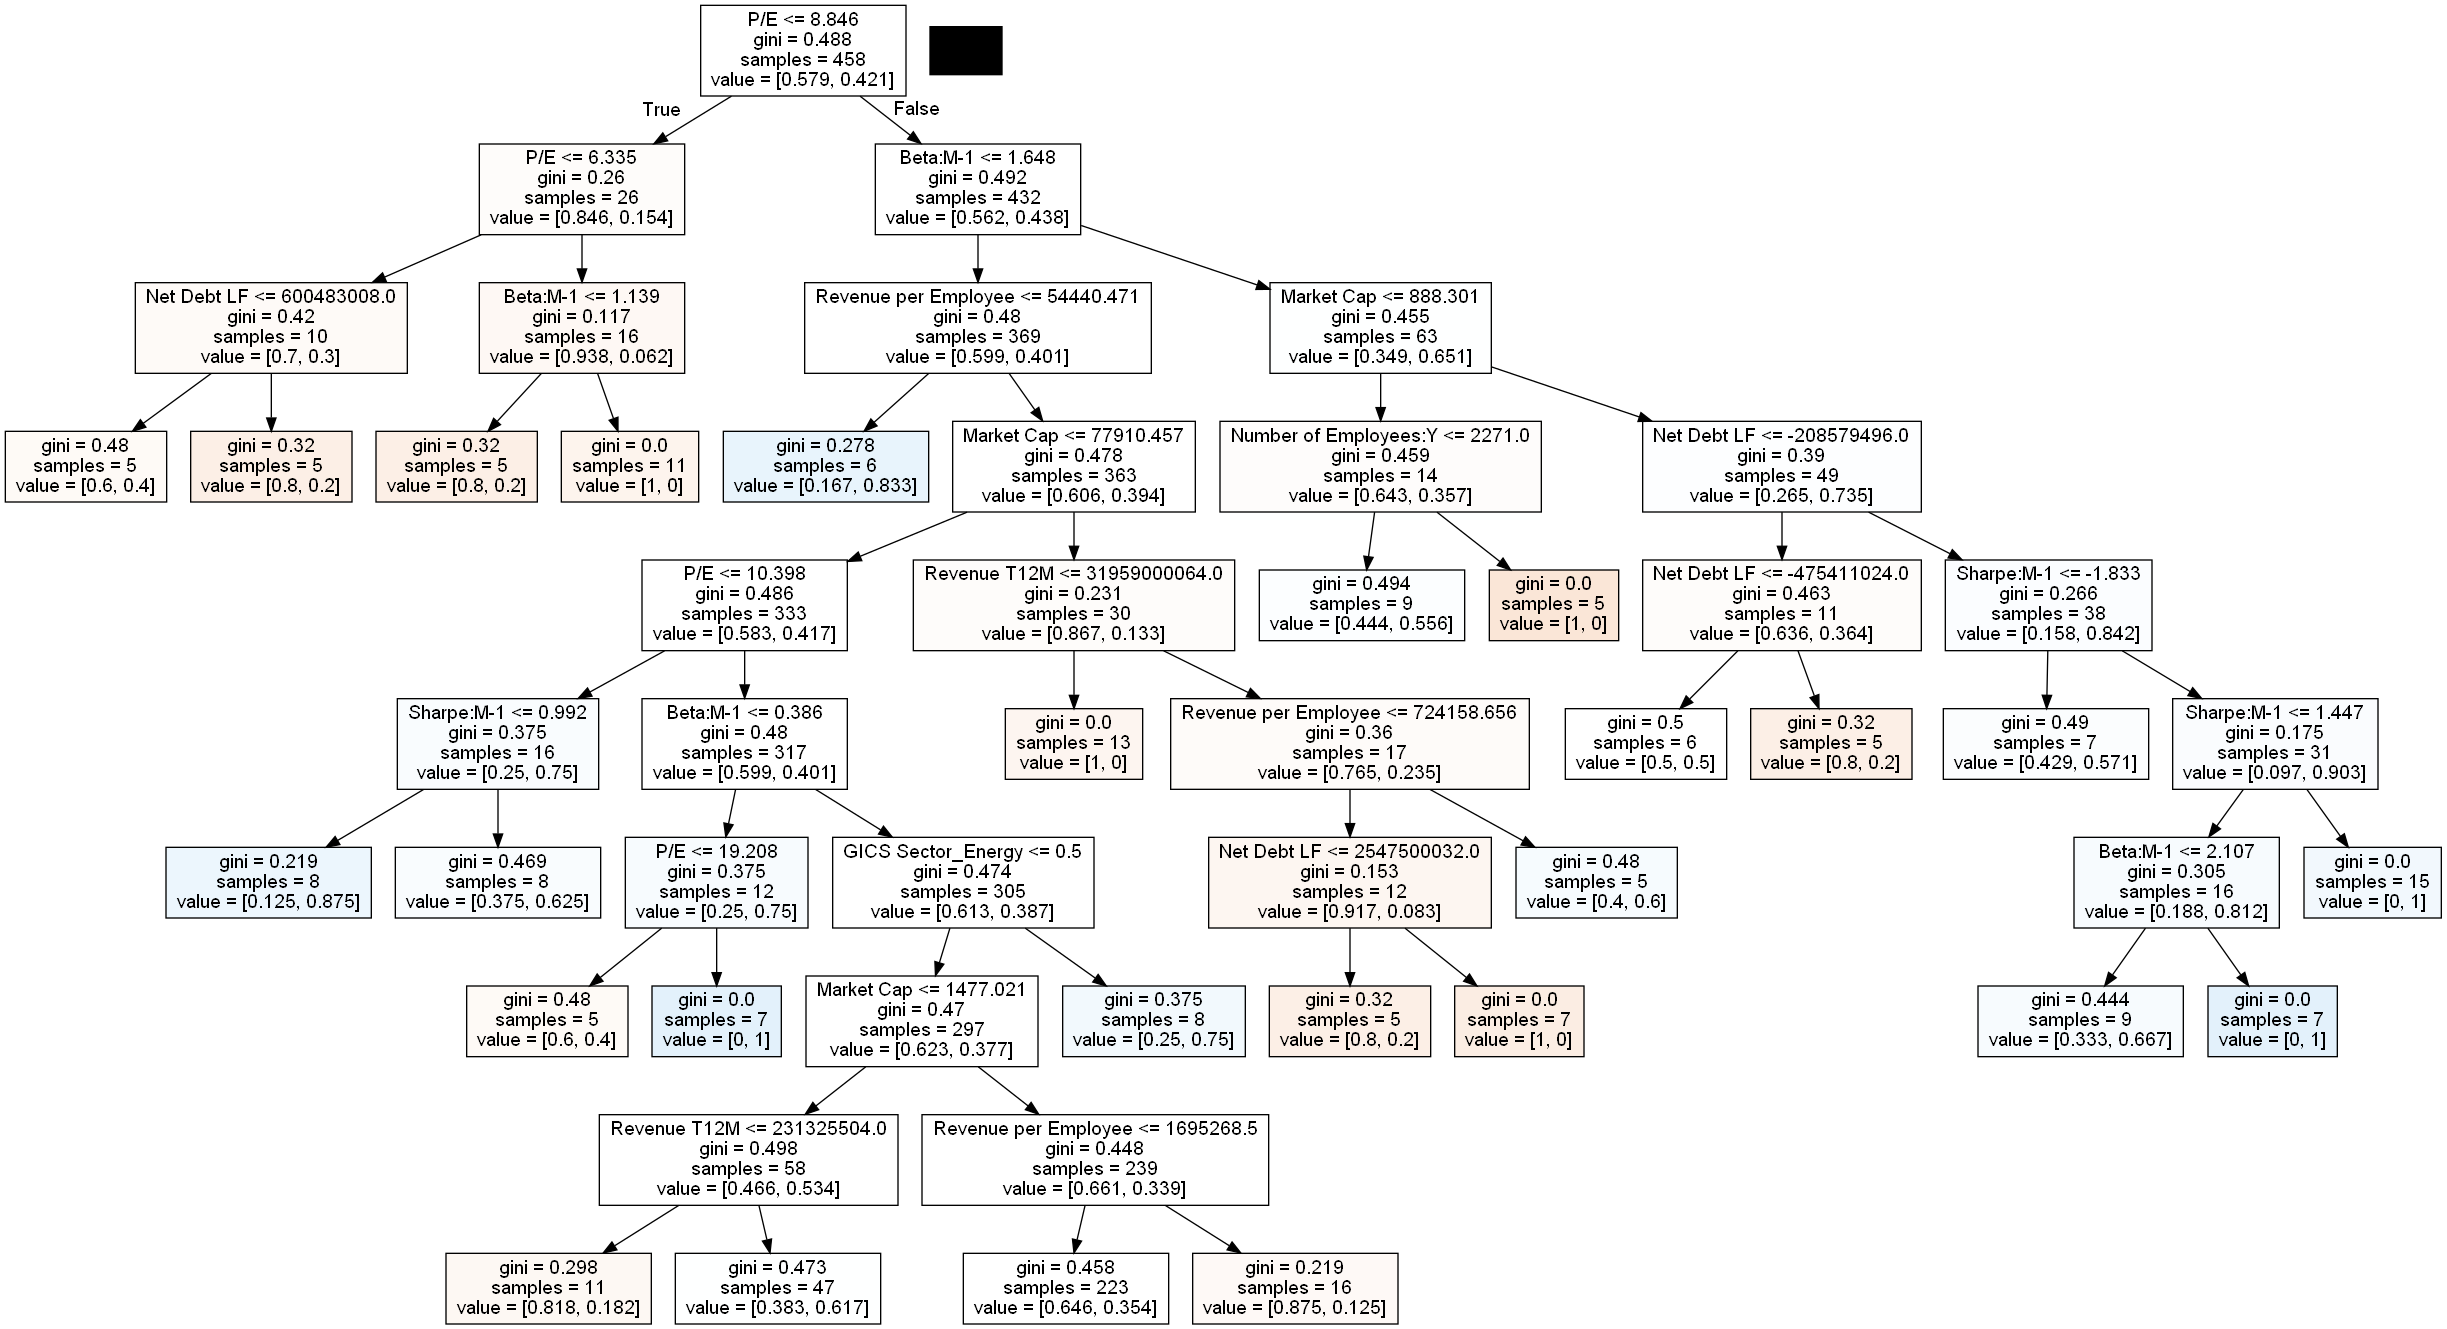 P/E <= 8.846
gini = 0.488
samples = 458
value = [0.579, 0.421]
True
False
P/E <= 6.335
gini = 0.26
samples = 26
value = [0.846, 0.154]
Beta:M-1 <= 1.648
gini = 0.492
samples = 432
value = [0.562, 0.438]
Net Debt LF <= 600483008.0
gini = 0.42
samples = 10
value = [0.7, 0.3]
Beta:M-1 <= 1.139
gini = 0.117
samples = 16
value = [0.938, 0.062]
Revenue per Employee <= 54440.471
gini = 0.48
samples = 369
value = [0.599, 0.401]
Market Cap <= 888.301
gini = 0.455
samples = 63
value = [0.349, 0.651]
gini = 0.48
samples = 5
value = [0.6, 0.4]
gini = 0.32
samples = 5
value = [0.8, 0.2]
gini = 0.32
samples = 5
value = [0.8, 0.2]
gini = 0.0
samples = 11
value = [1, 0]
gini = 0.278
samples = 6
value = [0.167, 0.833]
Market Cap <= 77910.457
gini = 0.478
samples = 363
value = [0.606, 0.394]
Number of Employees:Y <= 2271.0
gini = 0.459
samples = 14
value = [0.643, 0.357]
Net Debt LF <= -208579496.0
gini = 0.39
samples = 49
value = [0.265, 0.735]
P/E <= 10.398
gini = 0.486
samples = 333
value = [0.583, 0.417]
Revenue T12M <= 31959000064.0
gini = 0.231
samples = 30
value = [0.867, 0.133]
gini = 0.494
samples = 9
value = [0.444, 0.556]
gini = 0.0
samples = 5
value = [1, 0]
Net Debt LF <= -475411024.0
gini = 0.463
samples = 11
value = [0.636, 0.364]
Sharpe:M-1 <= -1.833
gini = 0.266
samples = 38
value = [0.158, 0.842]
Sharpe:M-1 <= 0.992
gini = 0.375
samples = 16
value = [0.25, 0.75]
Beta:M-1 <= 0.386
gini = 0.48
samples = 317
value = [0.599, 0.401]
gini = 0.0
samples = 13
value = [1, 0]
Revenue per Employee <= 724158.656
gini = 0.36
samples = 17
value = [0.765, 0.235]
gini = 0.5
samples = 6
value = [0.5, 0.5]
gini = 0.32
samples = 5
value = [0.8, 0.2]
gini = 0.49
samples = 7
value = [0.429, 0.571]
Sharpe:M-1 <= 1.447
gini = 0.175
samples = 31
value = [0.097, 0.903]
gini = 0.219
samples = 8
value = [0.125, 0.875]
gini = 0.469
samples = 8
value = [0.375, 0.625]
P/E <= 19.208
gini = 0.375
samples = 12
value = [0.25, 0.75]
GICS Sector_Energy <= 0.5
gini = 0.474
samples = 305
value = [0.613, 0.387]
Net Debt LF <= 2547500032.0
gini = 0.153
samples = 12
value = [0.917, 0.083]
gini = 0.48
samples = 5
value = [0.4, 0.6]
Beta:M-1 <= 2.107
gini = 0.305
samples = 16
value = [0.188, 0.812]
gini = 0.0
samples = 15
value = [0, 1]
gini = 0.48
samples = 5
value = [0.6, 0.4]
gini = 0.0
samples = 7
value = [0, 1]
Market Cap <= 1477.021
gini = 0.47
samples = 297
value = [0.623, 0.377]
gini = 0.375
samples = 8
value = [0.25, 0.75]
gini = 0.32
samples = 5
value = [0.8, 0.2]
gini = 0.0
samples = 7
value = [1, 0]
gini = 0.444
samples = 9
value = [0.333, 0.667]
gini = 0.0
samples = 7
value = [0, 1]
Revenue T12M <= 231325504.0
gini = 0.498
samples = 58
value = [0.466, 0.534]
Revenue per Employee <= 1695268.5
gini = 0.448
samples = 239
value = [0.661, 0.339]
gini = 0.298
samples = 11
value = [0.818, 0.182]
gini = 0.473
samples = 47
value = [0.383, 0.617]
gini = 0.458
samples = 223
value = [0.646, 0.354]
gini = 0.219
samples = 16
value = [0.875, 0.125]